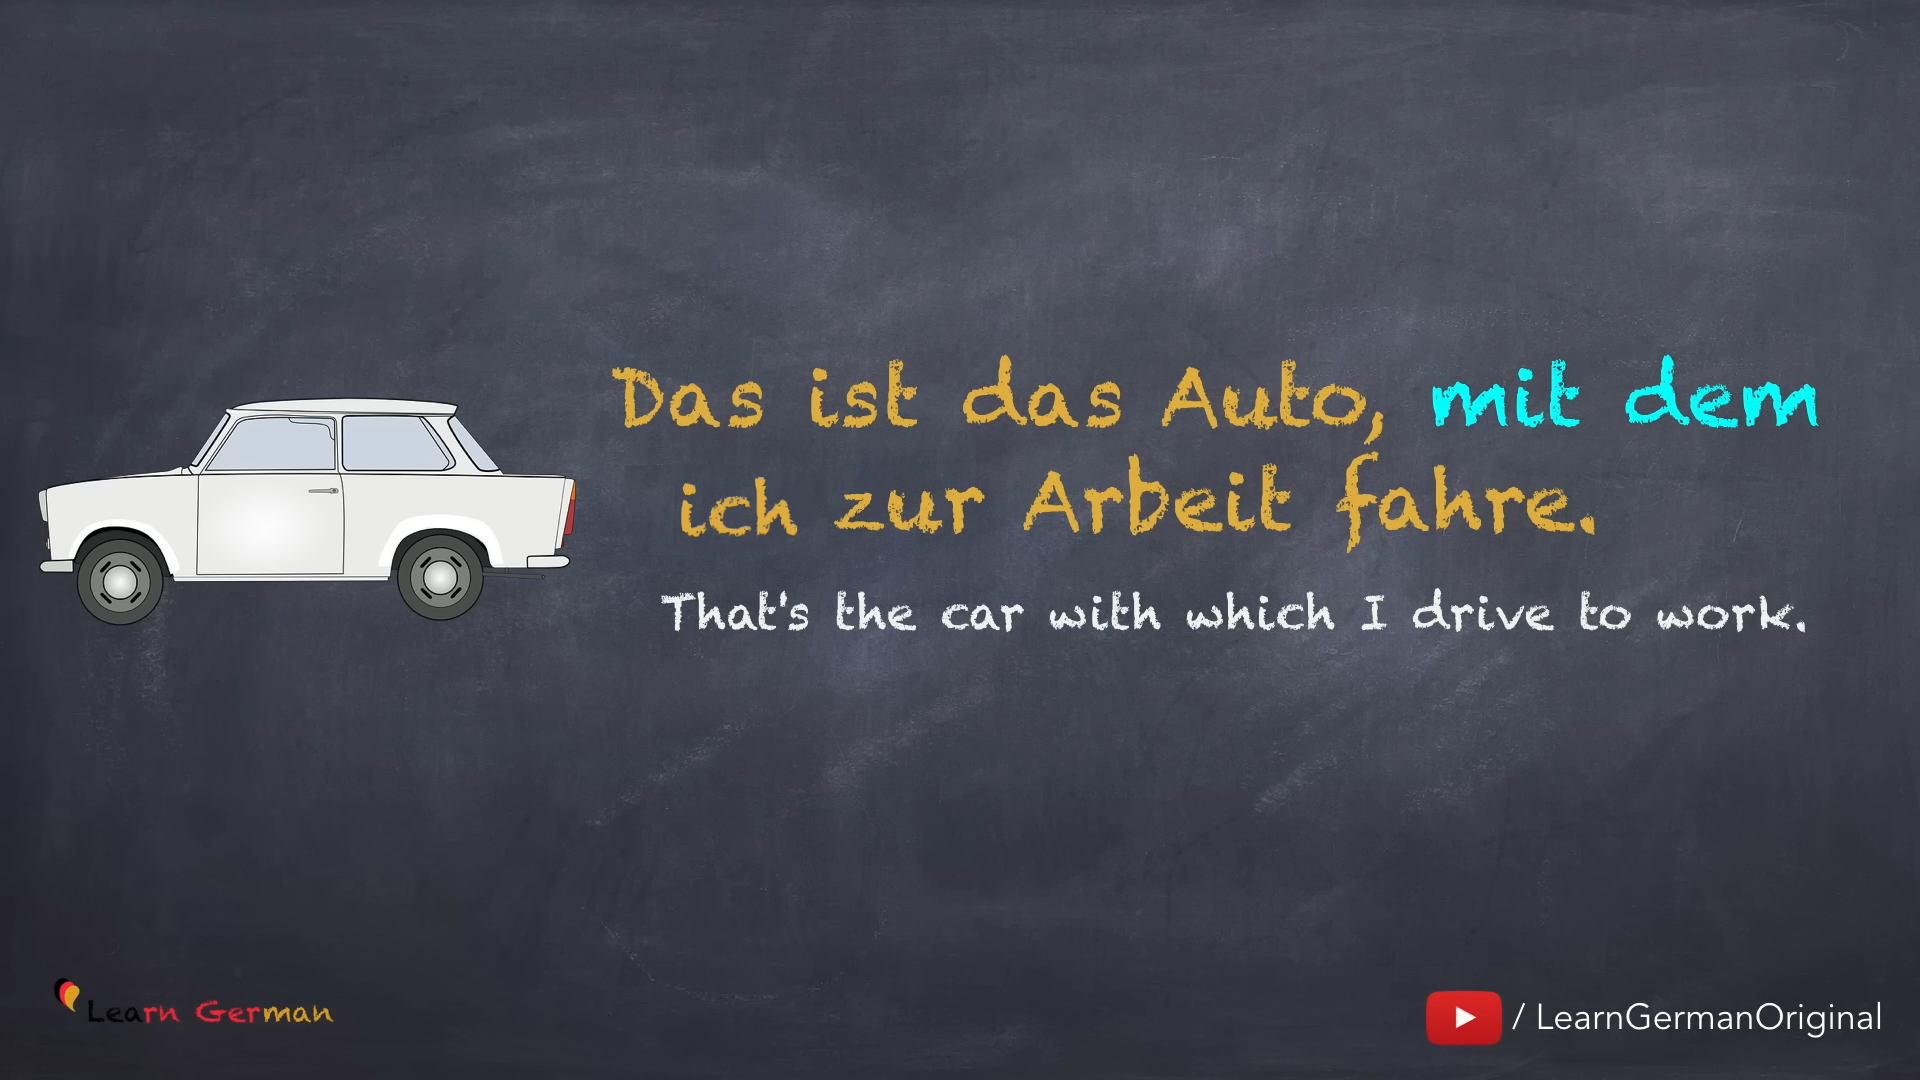 Das ist das Auto, mit dem
ich zur Arbeit fahre.
That's the car with which I drive to work.
Learn German
/ LearnGermanOriginal